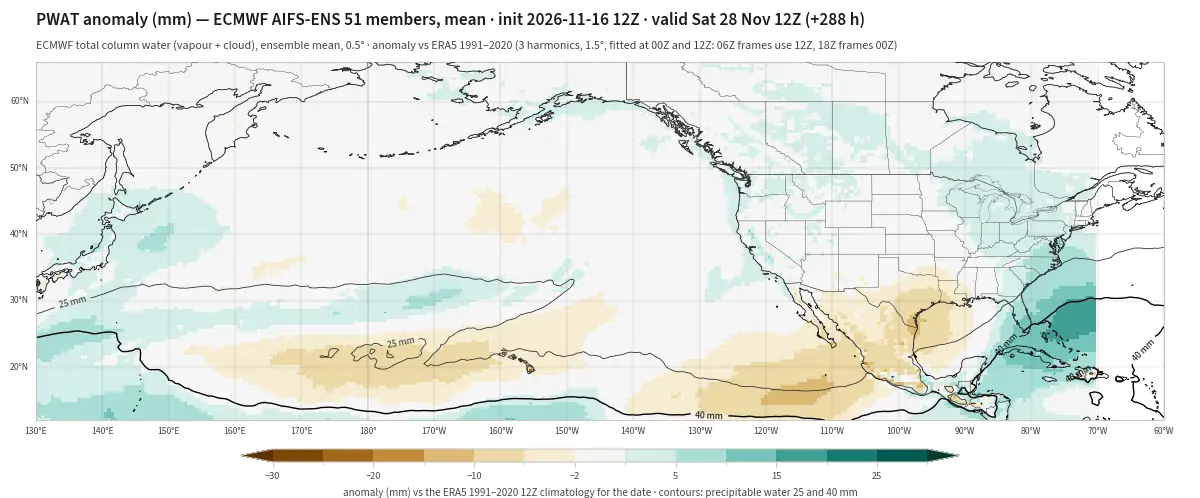 PWAT anomaly (mm) — ECMWF AIFS-ENS 51 members, mean · init 2026-11-16 12Z · valid Sat 28 Nov 12Z (+288 h)
ECMWF total column water (vapour + cloud), ensemble mean, 0.5° · anomaly vs ERA5 1991–2020 (3 harmonics, 1.5°, fitted at 00Z and 12Z: 06Z frames use 12Z, 18Z frames 00Z)
60°N
50°N
40°N
30°N
20°N
25 mm
25 mm
40 mm
40 mm
40 mm
130°E 140°E 150°E 160°E 170°E 180° 170°W 160°W 150°W 140°W 130°W 120°W 110°W 100°W 90°W 80°W 70°W 60°W
−30 −20 −10 −2 5 15 25
anomaly (mm) vs the ERA5 1991–2020 12Z climatology for the date · contours: precipitable water 25 and 40 mm